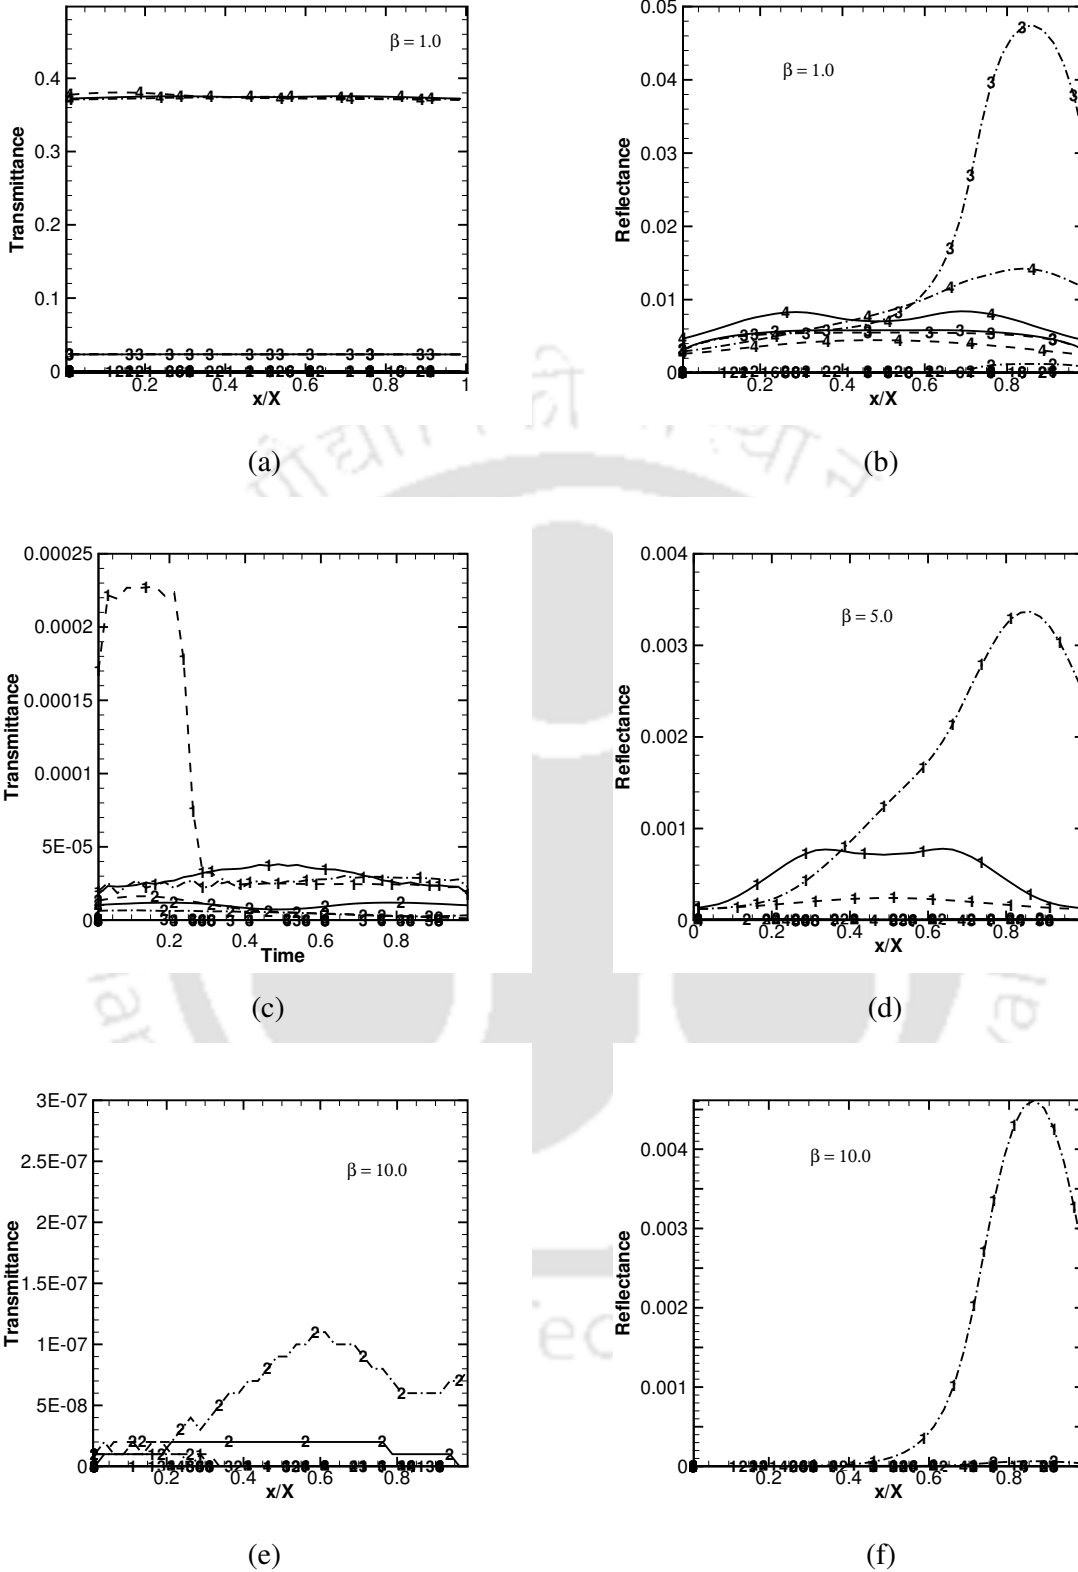 β = 1.0
Transmittance
0.4
0.3
0.2
0.1
0
0.2
0.4
0.6
0.8
1
x/X
(a)
β = 1.0
Reflectance
0.05
0.04
0.03
0.02
0.01
0
0.2
0.4
0.6
0.8
x/X
(b)
Transmittance
0.00025
0.0002
0.00015
0.0001
5E-05
0
0.2
0.4
0.6
0.8
Time
(c)
β = 5.0
Reflectance
0.004
0.003
0.002
0.001
0
0
0.2
0.4
0.6
0.8
x/X
(d)
β = 10.0
Transmittance
3E-07
2.5E-07
2E-07
1.5E-07
1E-07
5E-08
0
0.2
0.4
0.6
0.8
x/X
(e)
β = 10.0
Reflectance
0.004
0.003
0.002
0.001
0
0.2
0.4
0.6
0.8
x/X
(f)